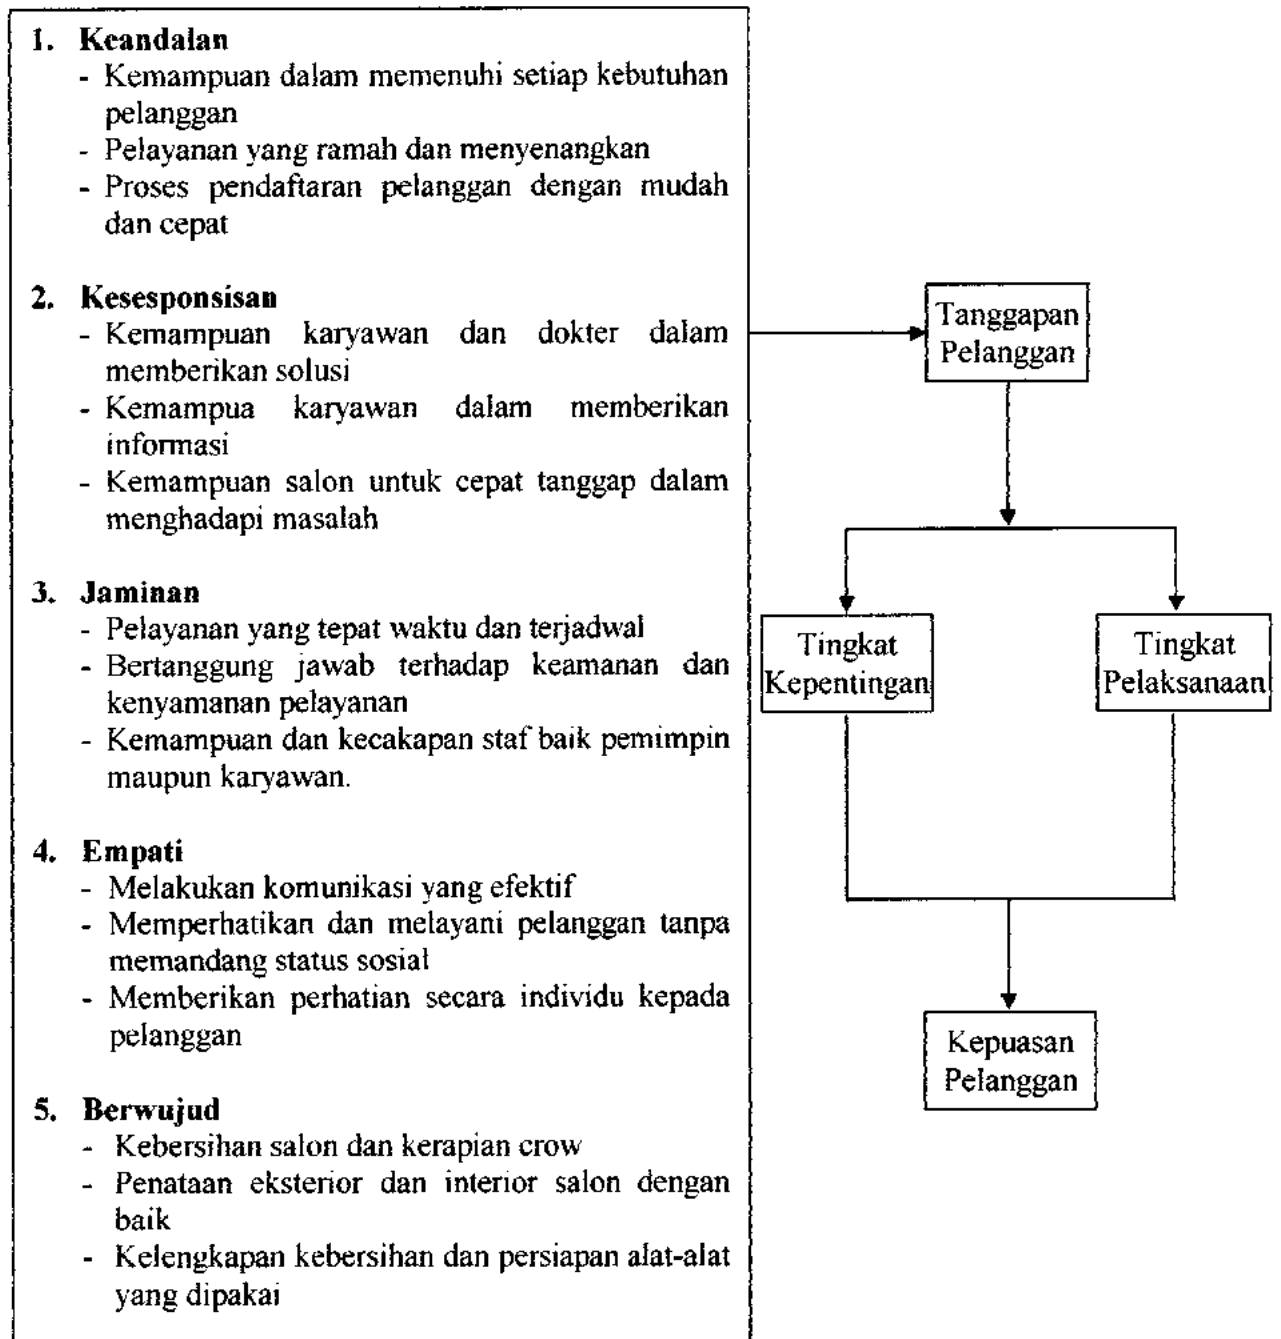 1. Keandalan
- Kemampuan dalam memenuhi setiap kebutuhan
pelanggan
- Pelayanan yang ramah dan menyenangkan
- Proses pendaftaran pelanggan dengan mudah
dan cepat
2. Kesesponsisan
- Kemampuan karyawan dan dokter dalam
memberikan solusi
- Kemampua karyawan dalam memberikan
informasi
- Kemampuan salon untuk cepat tanggap dalam
menghadapi masalah
3. Jaminan
- Pelayanan yang tepat waktu dan terjadwal
- Bertanggung jawab terhadap keamanan dan
kenyamanan pelayanan
- Kemampuan dan kecakapan staf baik pemimpin
maupun karyawan.
4. Empati
- Melakukan komunikasi yang efektif
- Memperhatikan dan melayani pelanggan tanpa
memandang status sosial
- Memberikan perhatian secara individu kepada
pelanggan
5. Berwujud
- Kebersihan salon dan kerapian crow
- Penataan eksterior dan interior salon dengan
baik
- Kelengkapan kebersihan dan persiapan alat-alat
yang dipakai
Tanggapan
Pelanggan
Tingkat
Kepentingan
Tingkat
Pelaksanaan
Kepuasan
Pelanggan